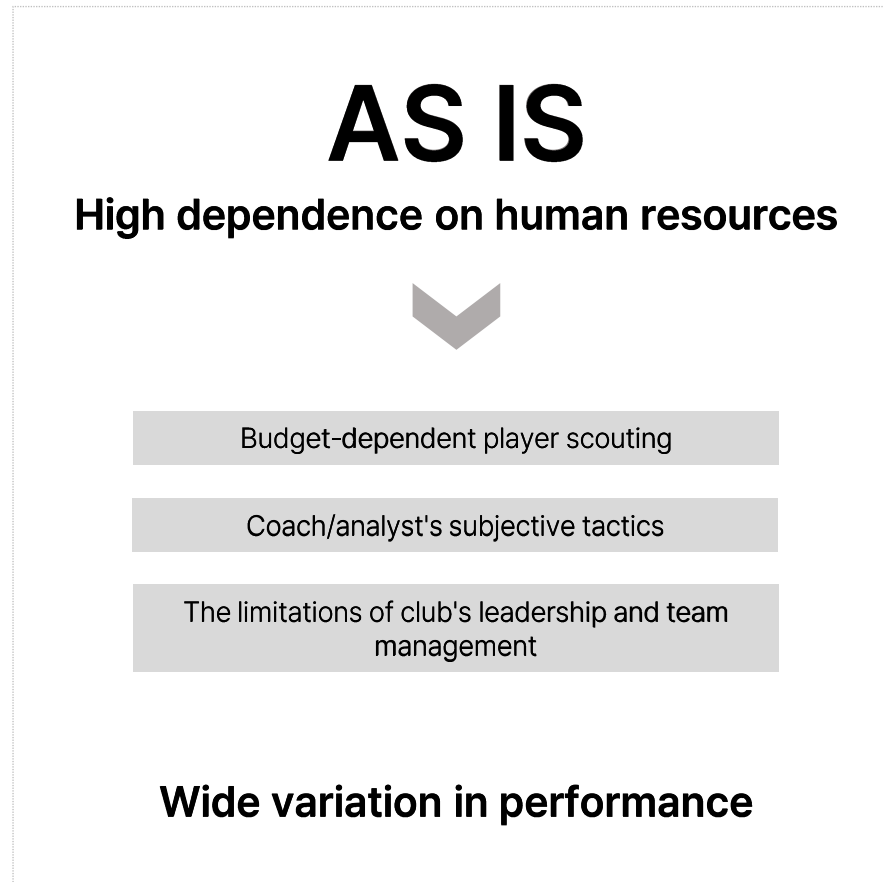 AS IS
High dependence on human resources
Budget-dependent player scouting
Coach/analyst's subjective tactics
The limitations of club's leadership and team
management
Wide variation in performance